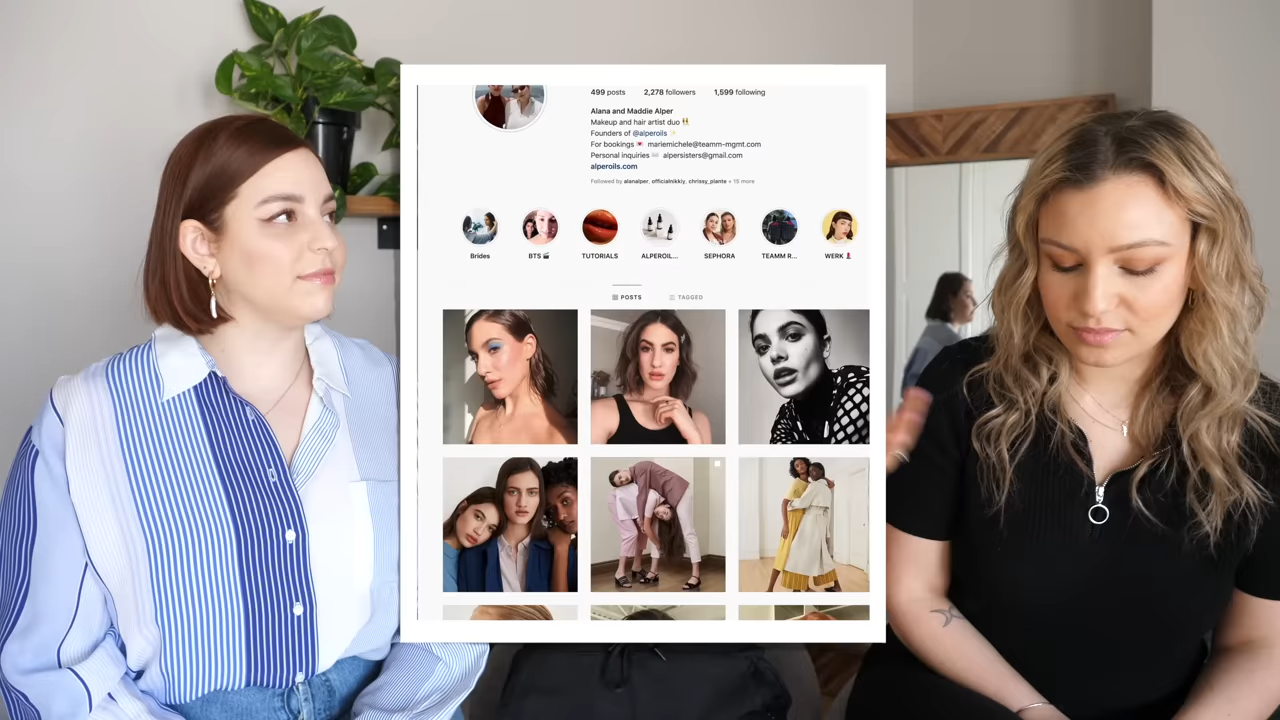 499 posts 2,278 followers 1,599 following
Alana and Maddie Alper
Makeup and hair artist duo 👯
Founders of @alperoils ✨
For bookings 💌 mariemichele@teamm-mgmt.com
Personal inquiries 📖 alpersisters@gmail.com
alperoils.com
Followed by alanalper, officialnikkiy, chrissy_plante + 18 more
Brides BTS 🎬 TUTORIALS ALPEROIL... SEPHORA TEAMM R... WERK 💄
POSTS TAGGED